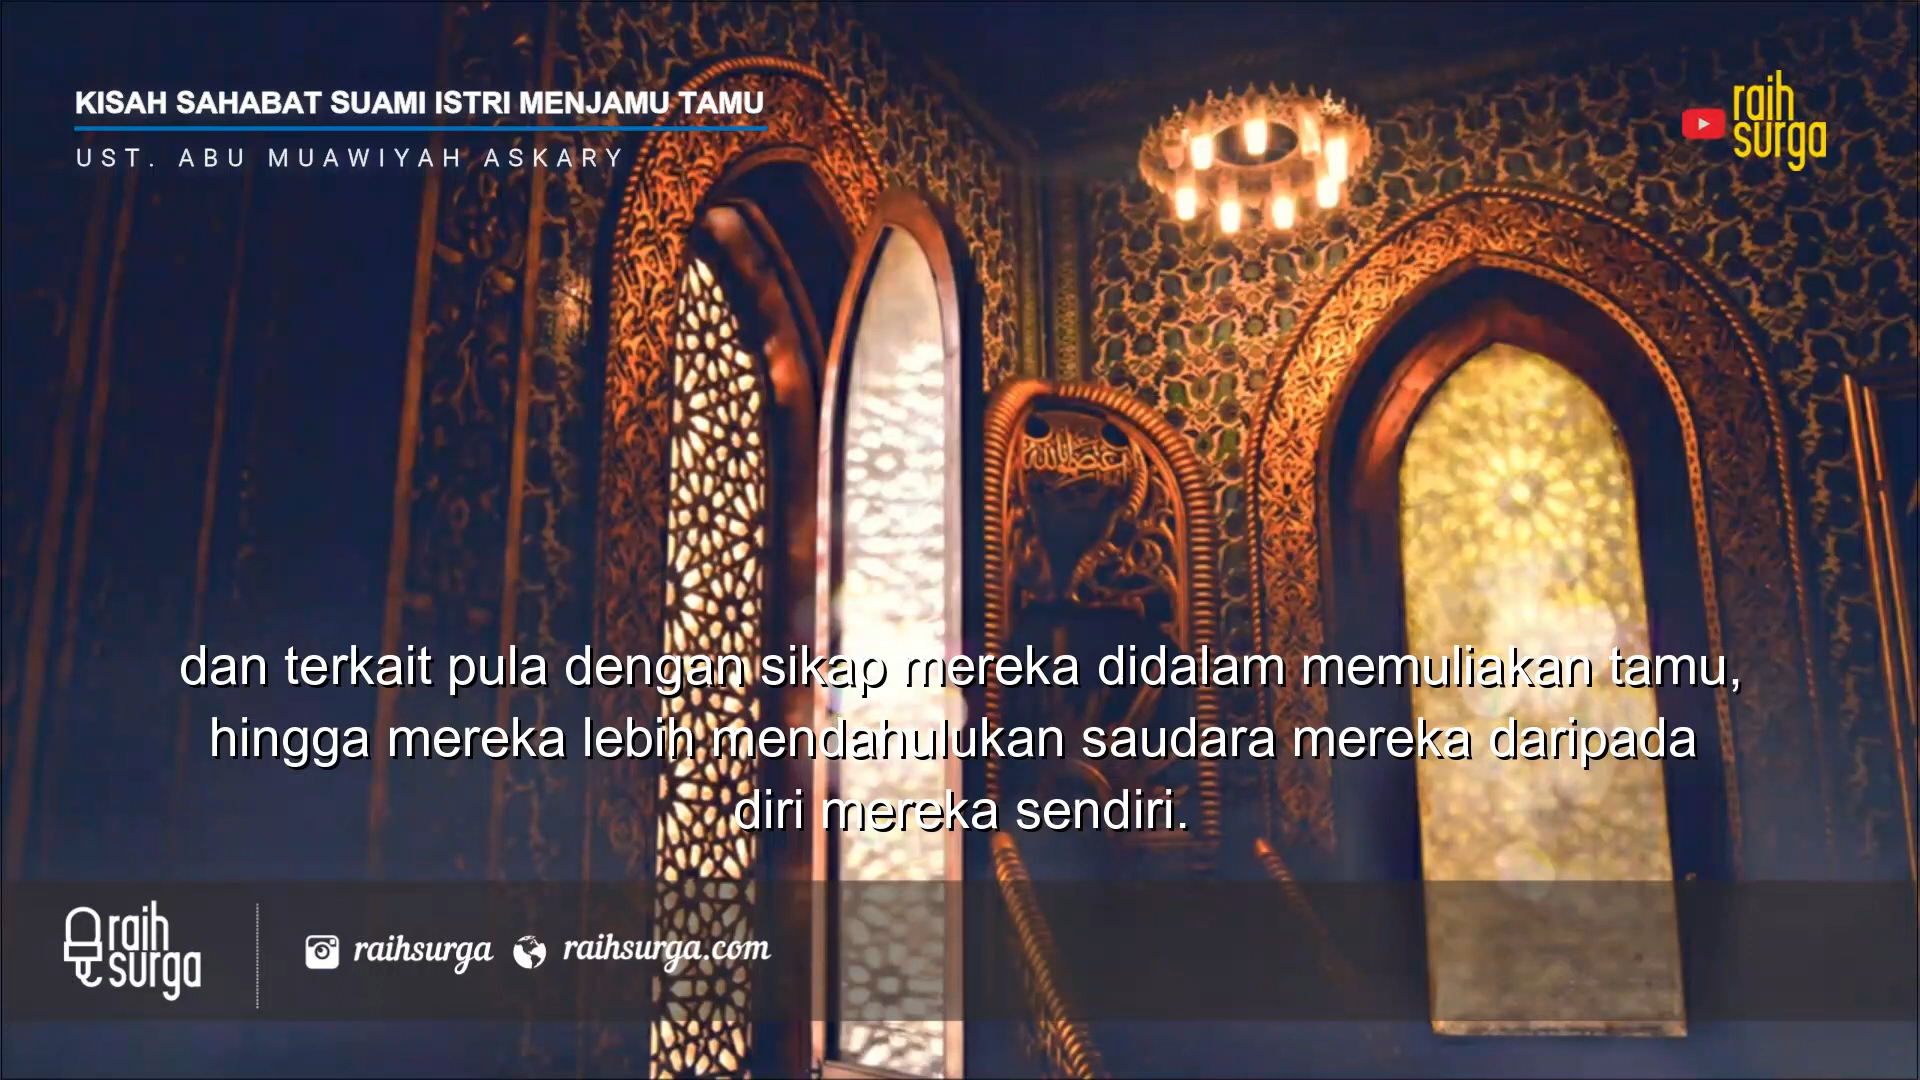 KISAH SAHABAT SUAMI ISTRI MENJAMU TAMU
UST. ABU MUAWIYAH ASKARY
raih
surga
dan terkait pula dengan sikap mereka didalam memuliakan tamu,
hingga mereka lebih mendahulukan saudara mereka daripada
diri mereka sendiri.
raih
surga
raihsurga
raihsurga.com